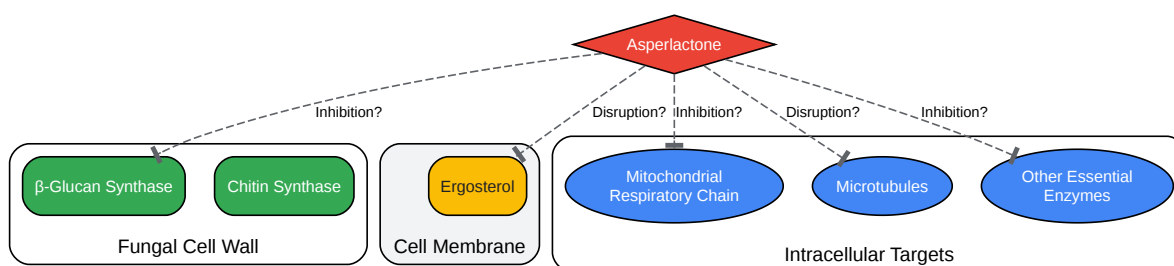 Asperlactone
Inhibition?
Disruption?
Inhibition?
Disruption?
Inhibition?
β-Glucan Synthase
Chitin Synthase
Ergosterol
Mitochondrial
Respiratory Chain
Microtubules
Other Essential
Enzymes
Fungal Cell Wall
Cell Membrane
Intracellular Targets